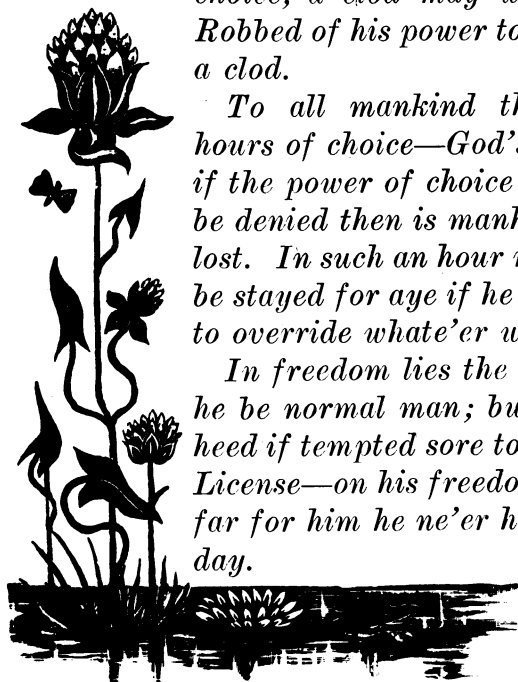 choice, a clod may
Robbed of his power to
a clod.
To all mankind th
hours of choice—God's
if the power of choice
be denied then is mank
lost. In such an hour
be stayed for aye if he
to override whate'er w
In freedom lies the
he be normal man; bu
heed if tempted sore to
License—on his freedo
far for him he ne'er h
day.